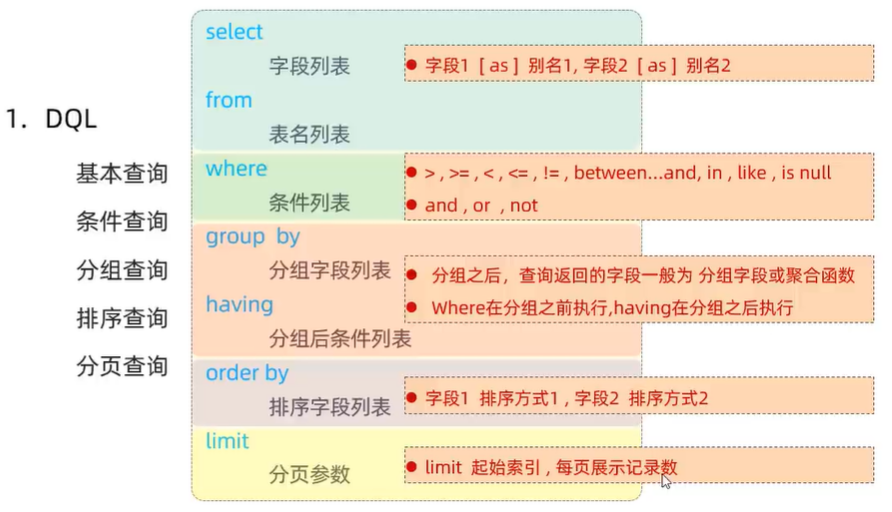 1. DQL
基本查询
条件查询
分组查询
排序查询
分页查询
select
字段列表
字段1 [ as ] 别名1, 字段2 [ as ] 别名2
from
表名列表
where
条件列表
> , >= , < , <= , != , between...and, in , like , is null
and , or , not
group by
分组字段列表
分组之后，查询返回的字段一般为 分组字段或聚合函数
having
Where在分组之前执行,having在分组之后执行
分组后条件列表
order by
排序字段列表
字段1 排序方式1 , 字段2 排序方式2
limit
分页参数
limit 起始索引 , 每页展示记录数